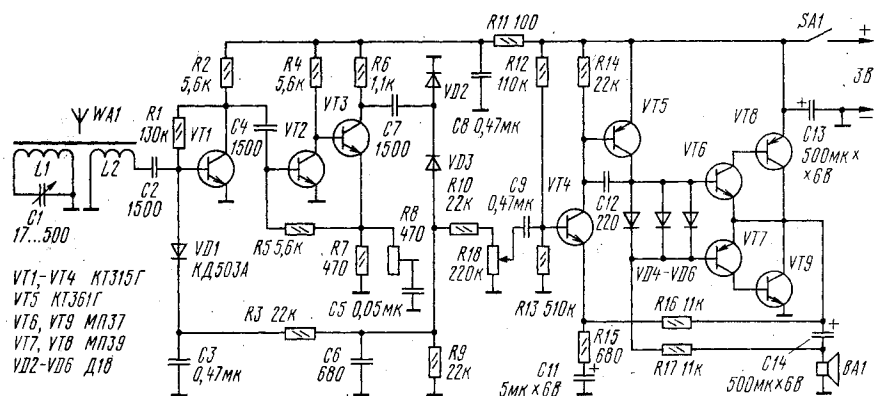 R11 100
SA1
+
R2
5,6к
R4
5,6к
R6
1,1к
R12
110к
R14
22к
3В
−
WA1
R1
130к
VT1
C4
1500
VT2
VT3
C7
1500
VD2
C8 0,47мк
VT5
VT6
VT8
+
C13
500мк×
×6В
L1
L2
C2
1500
VD3
R10
22к
C9
0,47мк
VT4
C12
220
C1
17...500
VD1
КД503А
R5 5,6к
R7
470
R8
470
R18
220к
VD4-VD6
VT7
VT9
VT1-VT4 КТ315Г
VT5 КТ361Г
VT6, VT9 МП37
VT7, VT8 МП39
VD2-VD6 Д18
C5 0,05мк
R13 510к
R16 11к
R3 22к
R15
680
R17 11к
+
C14
500мк×6В
BA1
C3
0,47мк
C6
680
R9
22к
C11
5мк×6В
+